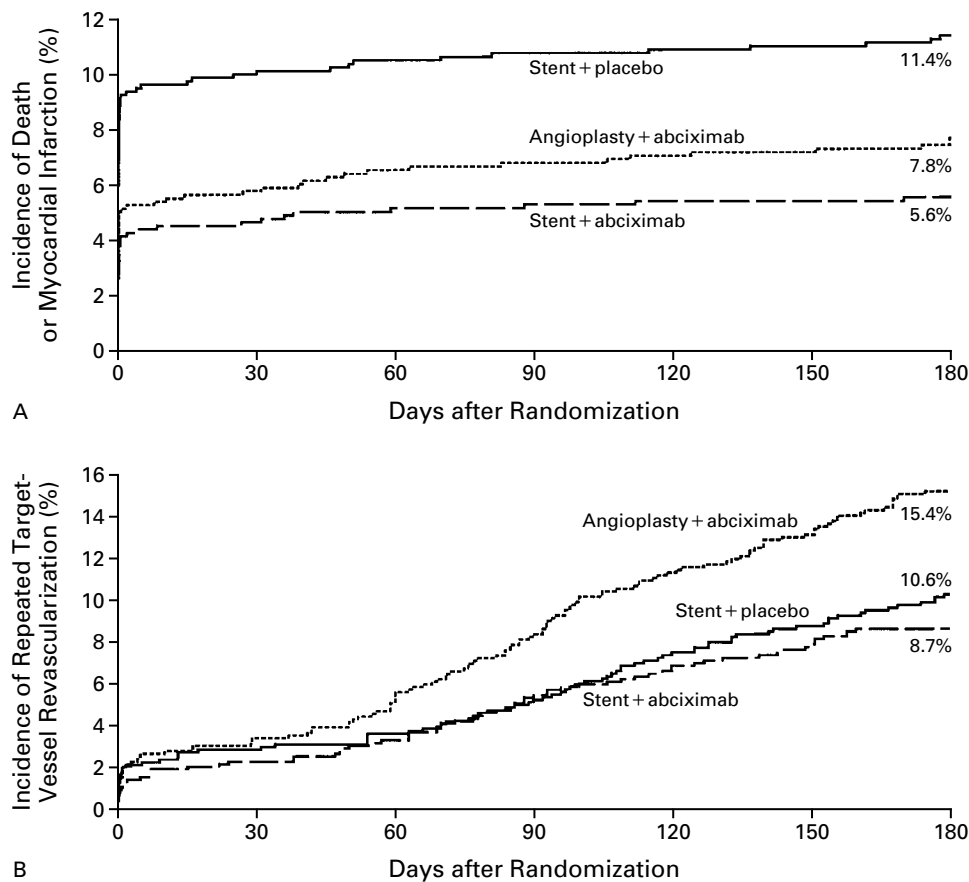 12
10
8
6
4
2
0
Incidence of Death
or Myocardial Infarction (%)
Stent + placebo
11.4%
Angioplasty + abciximab
7.8%
Stent + abciximab
5.6%
0 30 60 90 120 150 180
Days after Randomization
A
16
14
12
10
8
6
4
2
0
Incidence of Repeated Target-
Vessel Revascularization (%)
Angioplasty + abciximab
15.4%
10.6%
Stent + placebo
8.7%
Stent + abciximab
0 30 60 90 120 150 180
Days after Randomization
B